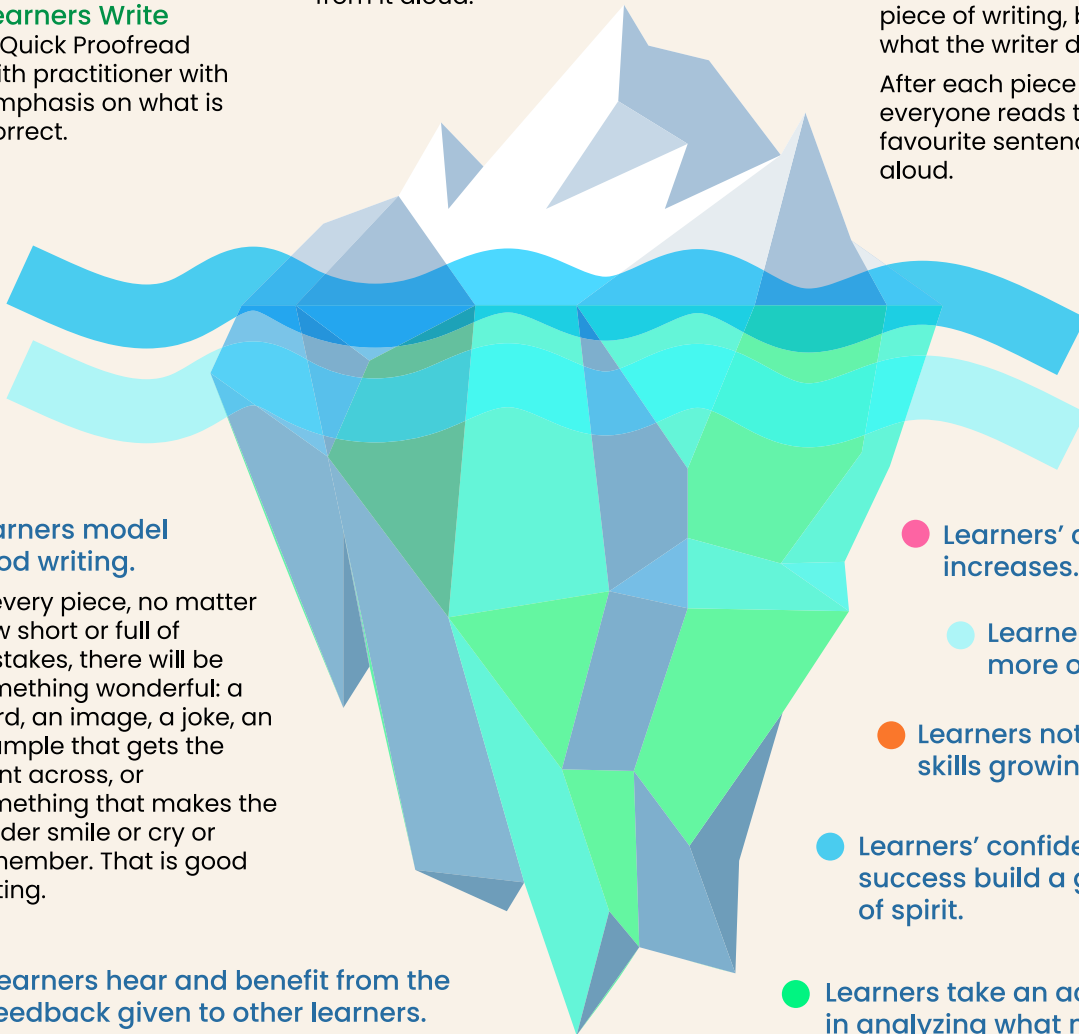 earners Write
Quick Proofread
ith practitioner with
mphasis on what is
orrect.
from it aloud.
piece of writing, b
what the writer d
After each piece
everyone reads t
favourite sentenc
aloud.
arners model
od writing.
every piece, no matter
w short or full of
stakes, there will be
mething wonderful: a
rd, an image, a joke, an
ample that gets the
nt across, or
mething that makes the
der smile or cry or
member. That is good
ting.
earners hear and benefit from the
eedback given to other learners.
Learners’ c
increases.
Learne
more o
Learners not
skills growin
Learners’ confide
success build a g
of spirit.
Learners take an ac
in analyzing what